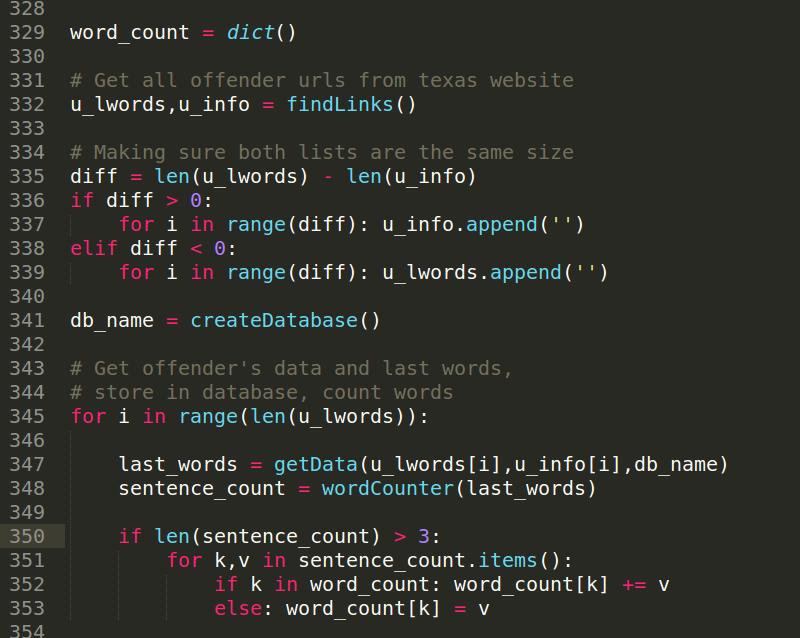 328
329 word_count = dict()
330
331 # Get all offender urls from texas website
332 u_lwords,u_info = findLinks()
333
334 # Making sure both lists are the same size
335 diff = len(u_lwords) - len(u_info)
336 if diff > 0:
337     for i in range(diff): u_info.append('')
338 elif diff < 0:
339     for i in range(diff): u_lwords.append('')
340
341 db_name = createDatabase()
342
343 # Get offender's data and last words,
344 # store in database, count words
345 for i in range(len(u_lwords)):
346
347     last_words = getData(u_lwords[i],u_info[i],db_name)
348     sentence_count = wordCounter(last_words)
349
350     if len(sentence_count) > 3:
351         for k,v in sentence_count.items():
352             if k in word_count: word_count[k] += v
353             else: word_count[k] = v
354